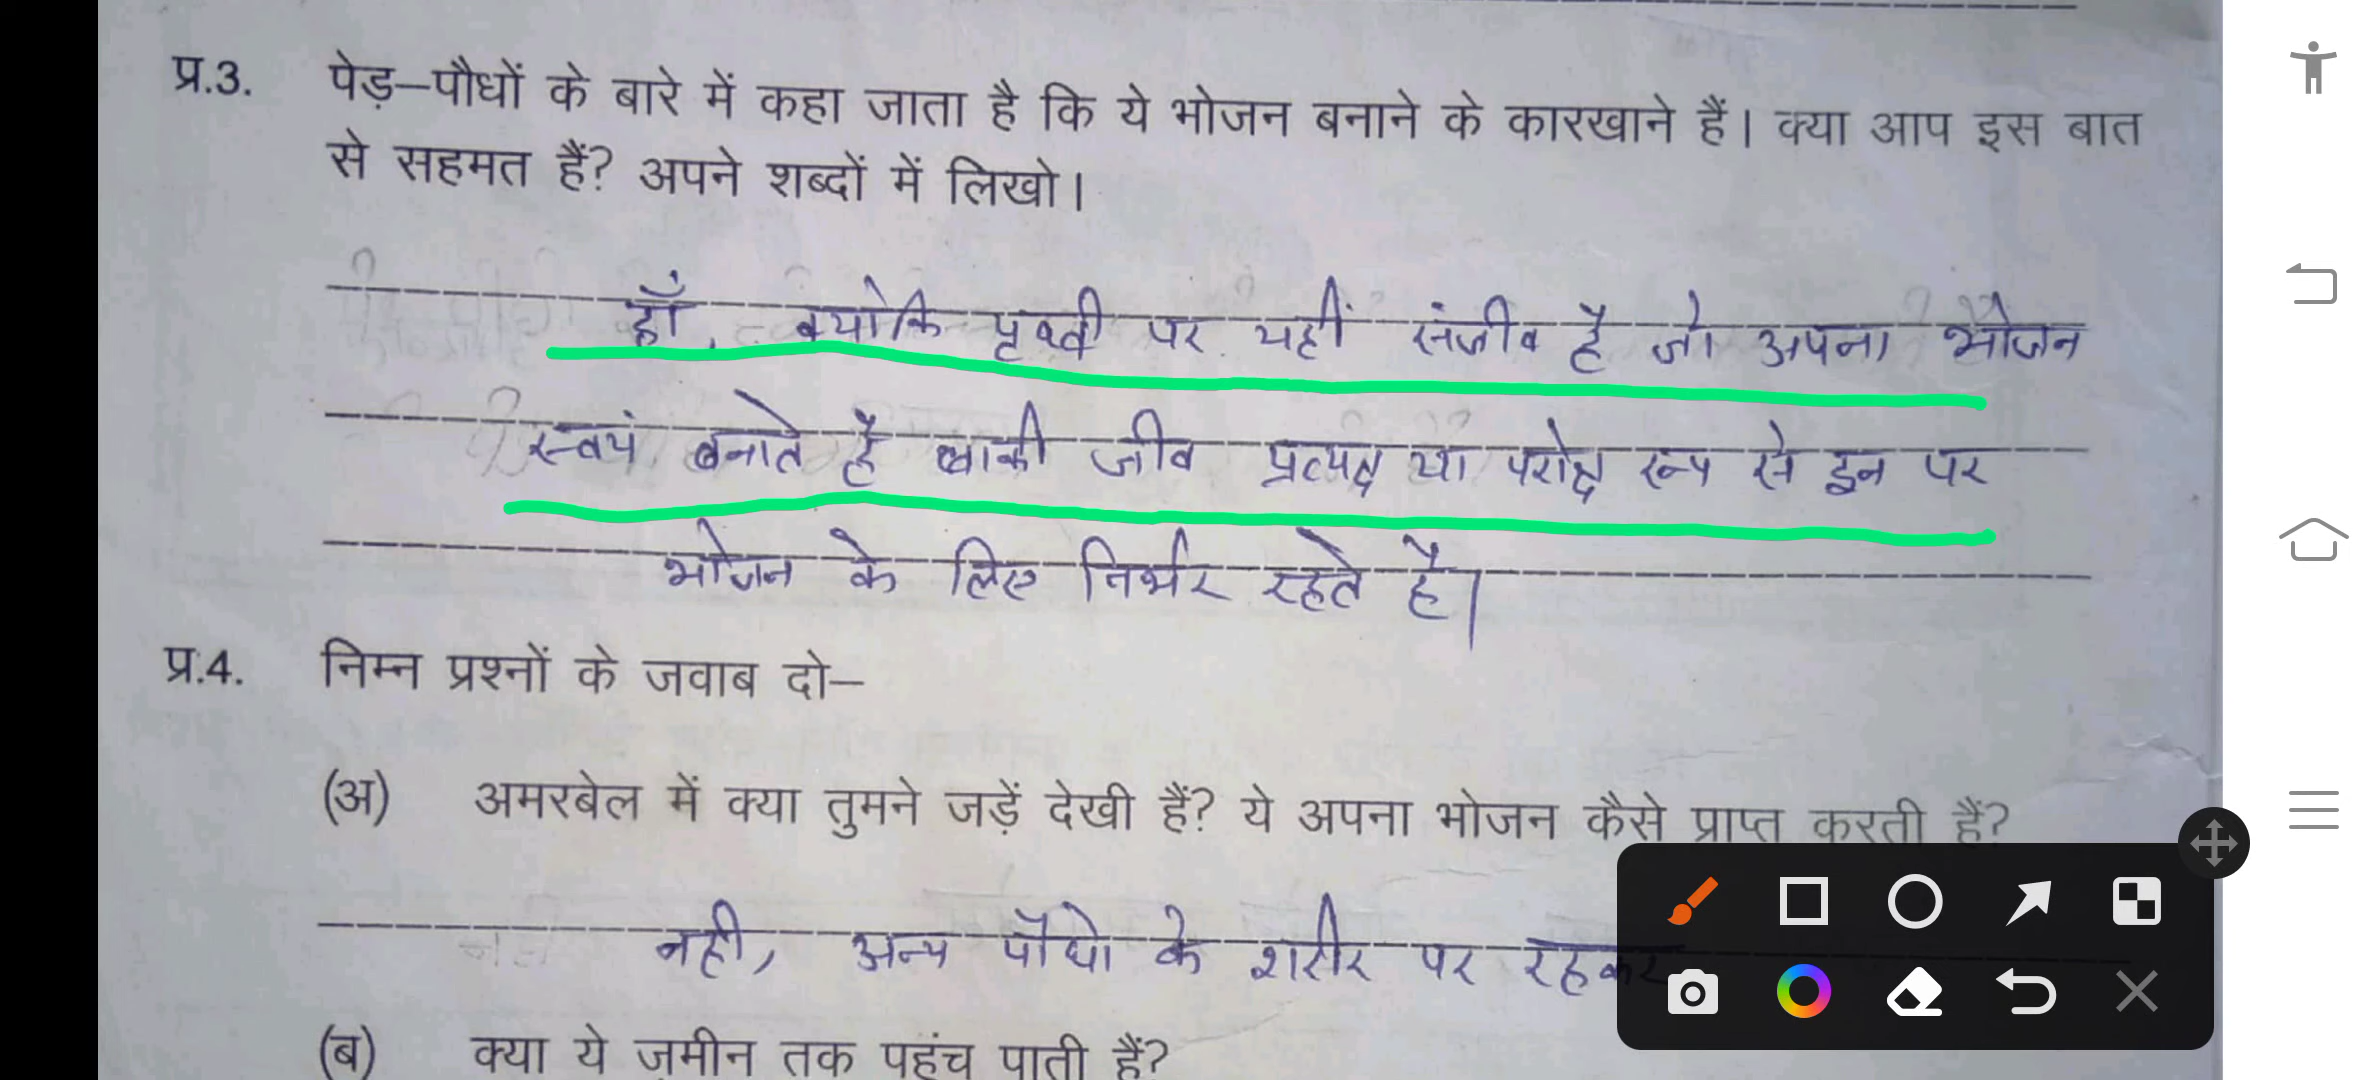 प्र.3. पेड़–पौधों के बारे में कहा जाता है कि ये भोजन बनाने के कारखाने हैं। क्या आप इस बात
से सहमत हैं? अपने शब्दों में लिखो।
हाँ, क्योकि पृथ्वी पर यहीं संजीव है जो अपना भोजन
स्वयं बनाते है बाकी जीव प्रत्यक्ष या परोक्ष रूप से इन पर
भोजन के लिए निर्भर रहते है।
प्र.4. निम्न प्रश्नों के जवाब दो–
(अ) अमरबेल में क्या तुमने जड़ें देखी हैं? ये अपना भोजन कैसे प्राप्त करती हैं?
नही, अन्य पौधो के शरीर पर रहकर
(ब) क्या ये ज़मीन तक पहुंच पाती हैं?